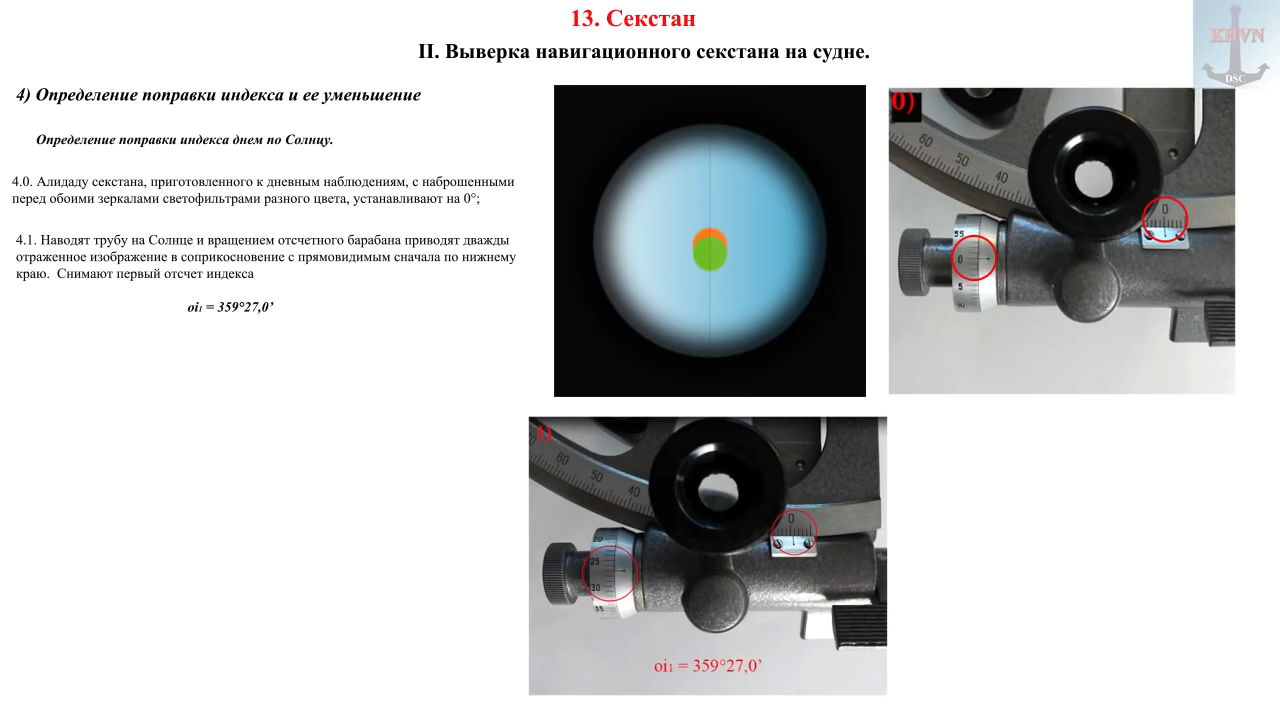 13. Секстан
II. Выверка навигационного секстана на судне.
KHVN
DSC
4) Определение поправки индекса и ее уменьшение
Определение поправки индекса днем по Солнцу.
4.0. Алидаду секстана, приготовленного к дневным наблюдениям, с наброшенными
перед обоими зеркалами светофильтрами разного цвета, устанавливают на 0°;
4.1. Наводят трубу на Солнце и вращением отсчетного барабана приводят дважды
отраженное изображение в соприкосновение с прямовидимым сначала по нижнему
краю. Снимают первый отсчет индекса
oi1 = 359°27,0’
0)
60
50
40
0
55
0
5
10
1)
60
50
40
0
20
25
30
35
oi1 = 359°27,0’